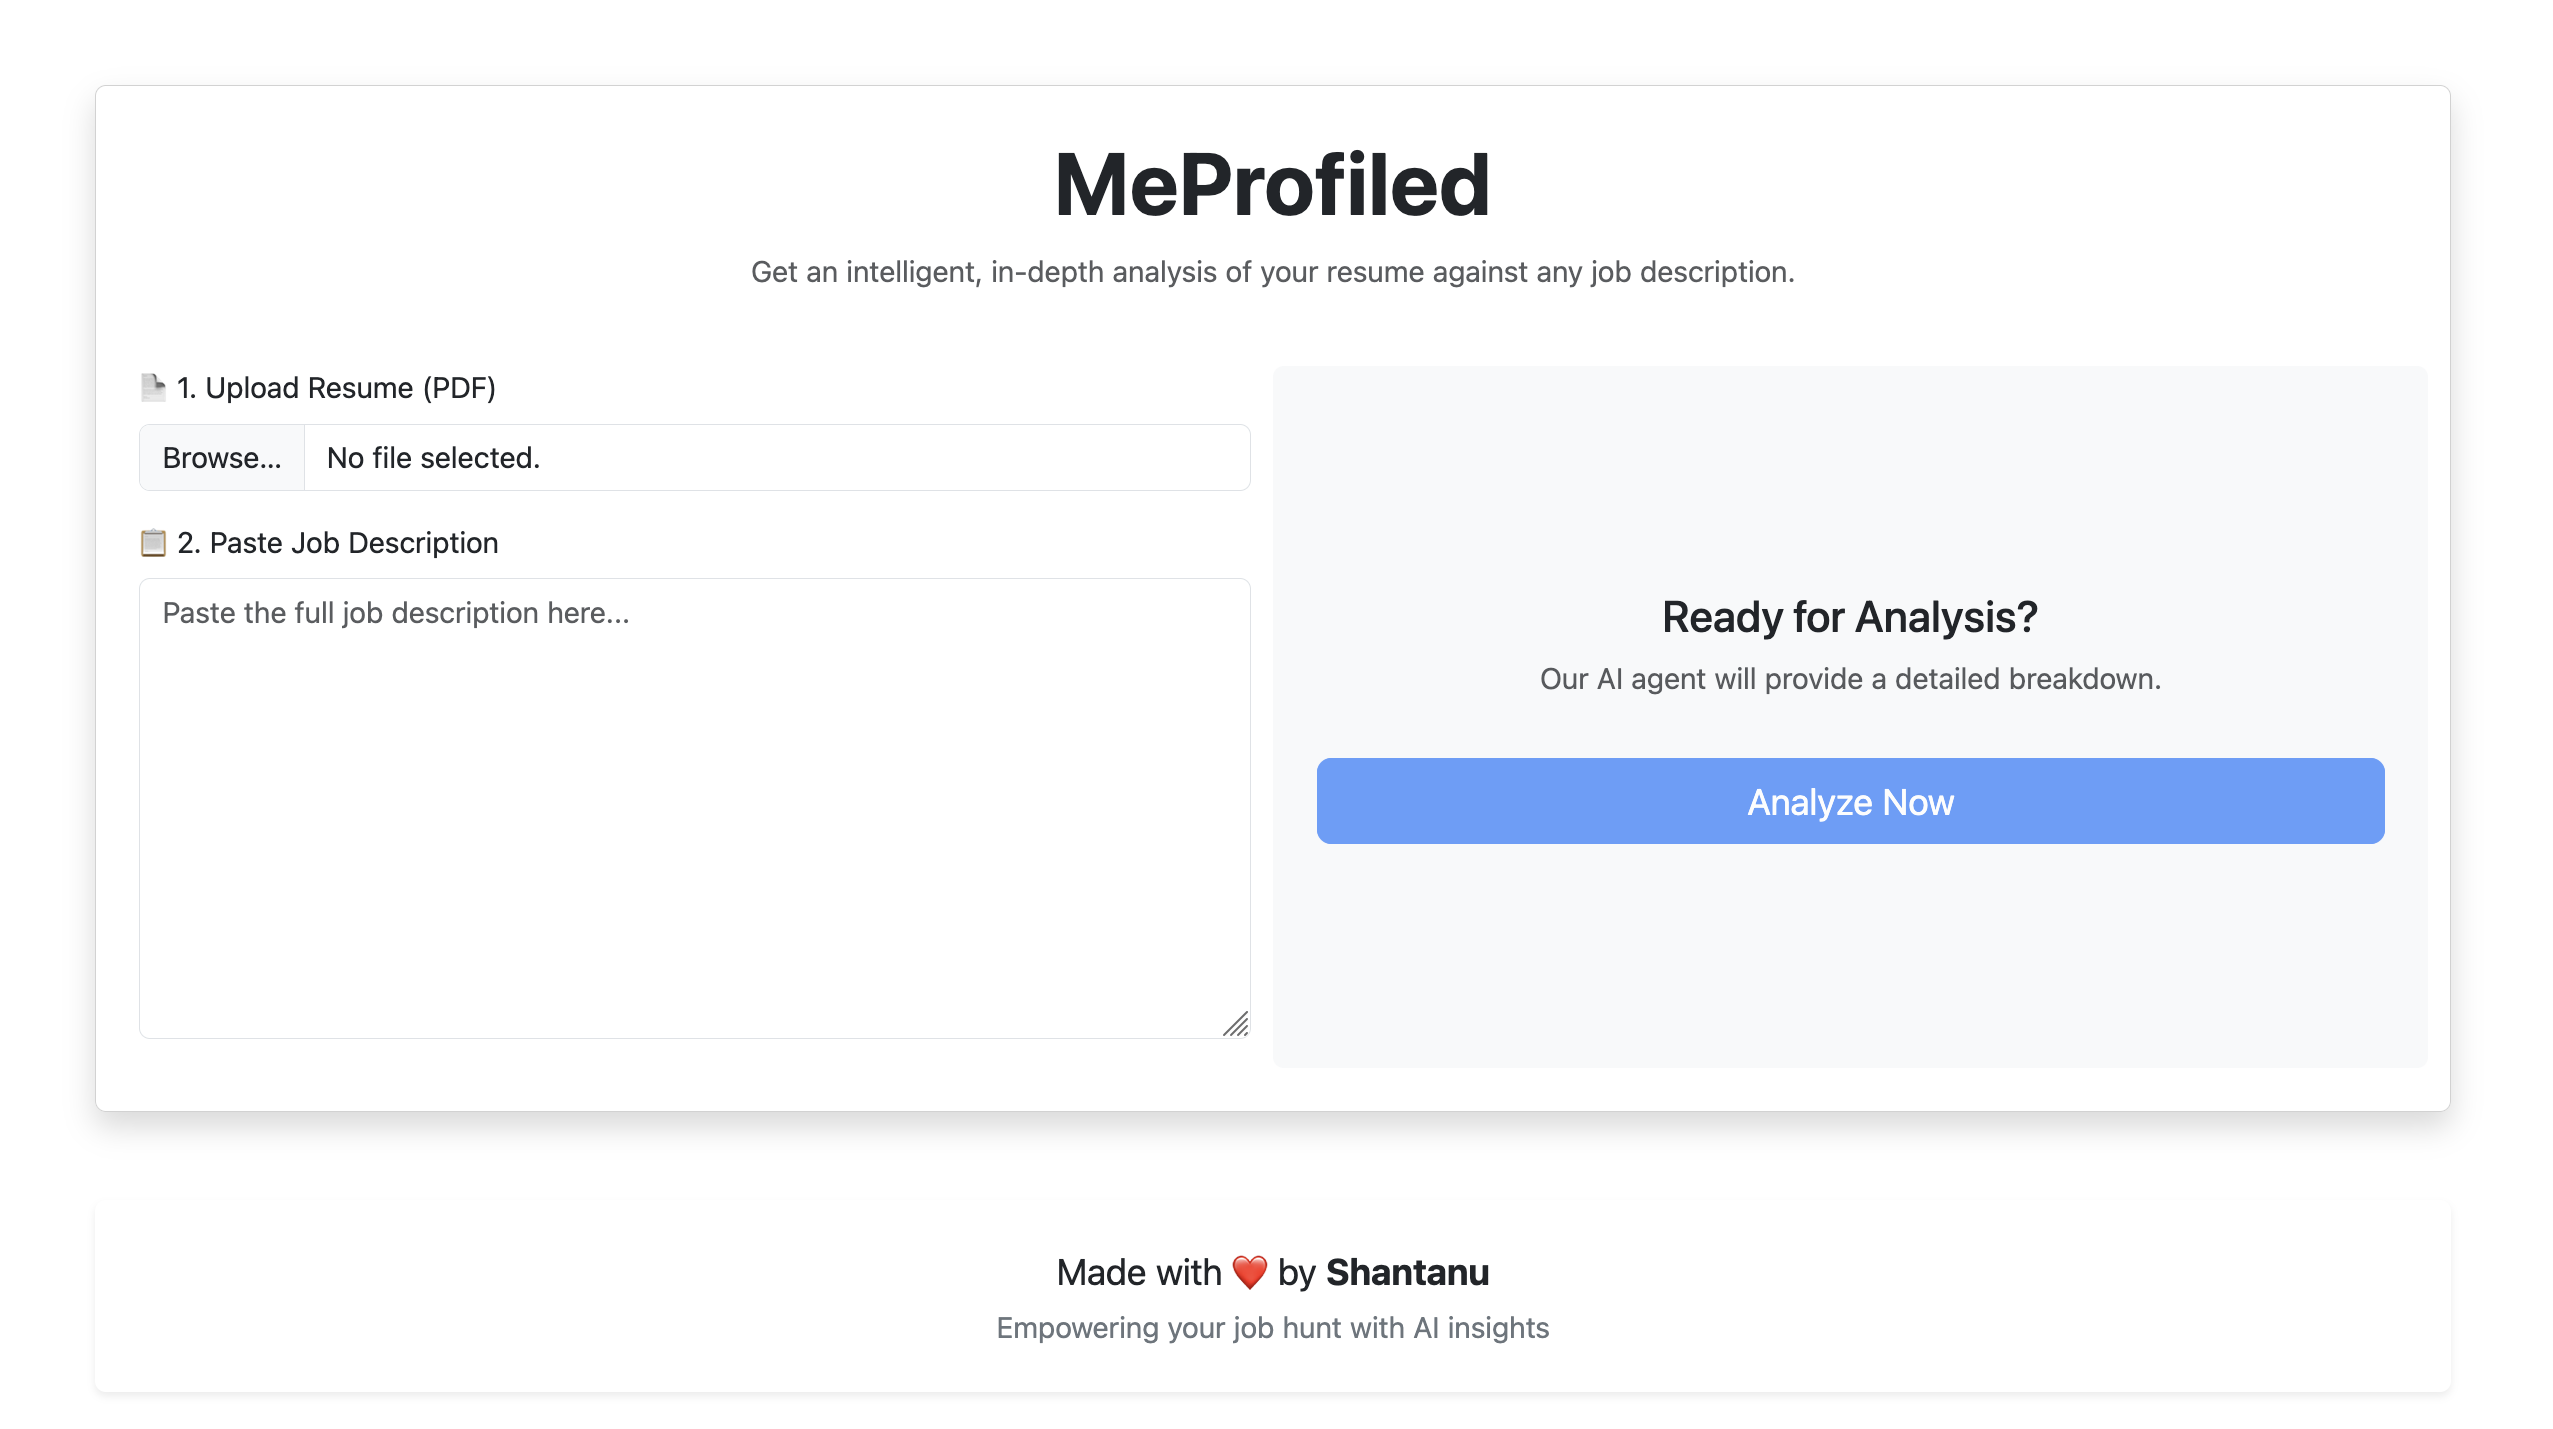 MeProfiled
Get an intelligent, in-depth analysis of your resume against any job description.
📄 1. Upload Resume (PDF)
Browse... No file selected.
📋 2. Paste Job Description
Paste the full job description here...
Ready for Analysis?
Our AI agent will provide a detailed breakdown.
Analyze Now
Made with ❤️ by Shantanu
Empowering your job hunt with AI insights